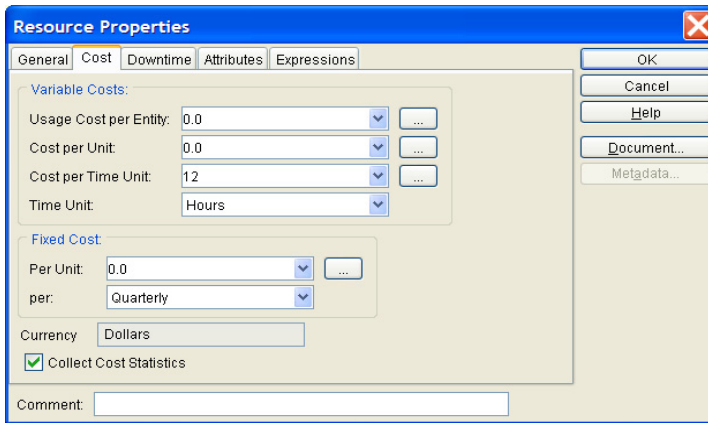 Resource Properties
General Cost Downtime Attributes Expressions
Variable Costs:
Usage Cost per Entity: 0.0 ...
Cost per Unit: 0.0 ...
Cost per Time Unit: 12 ...
Time Unit: Hours
Fixed Cost:
Per Unit: 0.0 ...
per: Quarterly
Currency Dollars
Collect Cost Statistics
Comment:
OK
Cancel
Help
Document...
Metadata...